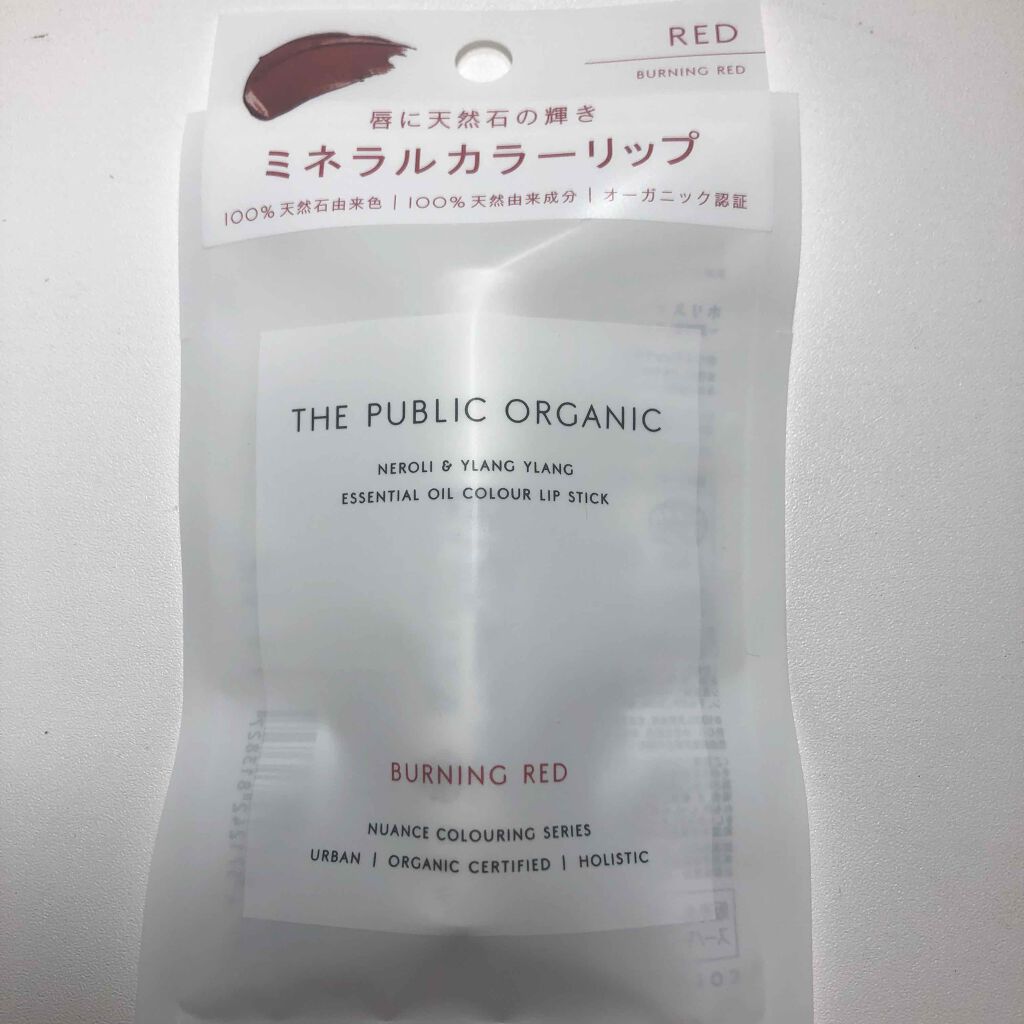 RED
BURNING RED
唇に天然石の輝き
ミネラルカラーリップ
100%天然石由来色 | 100%天然由来成分 | オーガニック認証
THE PUBLIC ORGANIC
NEROLI & YLANG YLANG
ESSENTIAL OIL COLOUR LIP STICK
BURNING RED
NUANCE COLOURING SERIES
URBAN | ORGANIC CERTIFIED | HOLISTIC